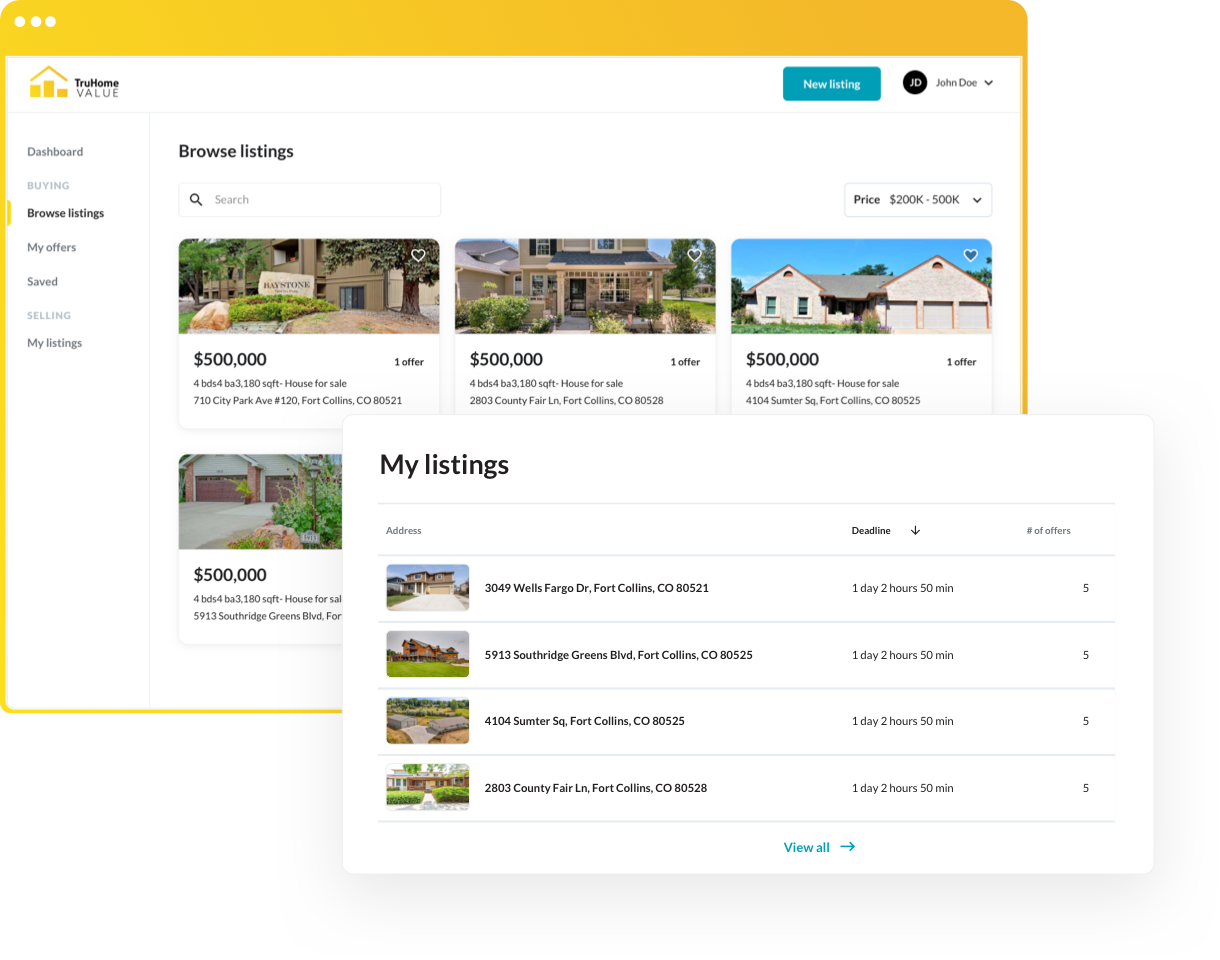 TruHome
VALUE
New listing
JD
John Doe
Dashboard
BUYING
Browse listings
My offers
Saved
SELLING
My listings
Browse listings
Search
Price $200K - 500K
HAYSTONE
$500,000
1 offer
4 bds4 ba3,180 sqft- House for sale
710 City Park Ave #120, Fort Collins, CO 80521
$500,000
1 offer
4 bds4 ba3,180 sqft- House for sale
2803 County Fair Ln, Fort Collins, CO 80528
$500,000
1 offer
4 bds4 ba3,180 sqft- House for sale
4104 Sumter Sq, Fort Collins, CO 80525
$500,000
4 bds4 ba3,180 sqft- House for sal
5913 Southridge Greens Blvd, For
My listings
Address Deadline # of offers
3049 Wells Fargo Dr, Fort Collins, CO 80521 1 day 2 hours 50 min 5
5913 Southridge Greens Blvd, Fort Collins, CO 80525 1 day 2 hours 50 min 5
4104 Sumter Sq, Fort Collins, CO 80525 1 day 2 hours 50 min 5
2803 County Fair Ln, Fort Collins, CO 80528 1 day 2 hours 50 min 5
View all